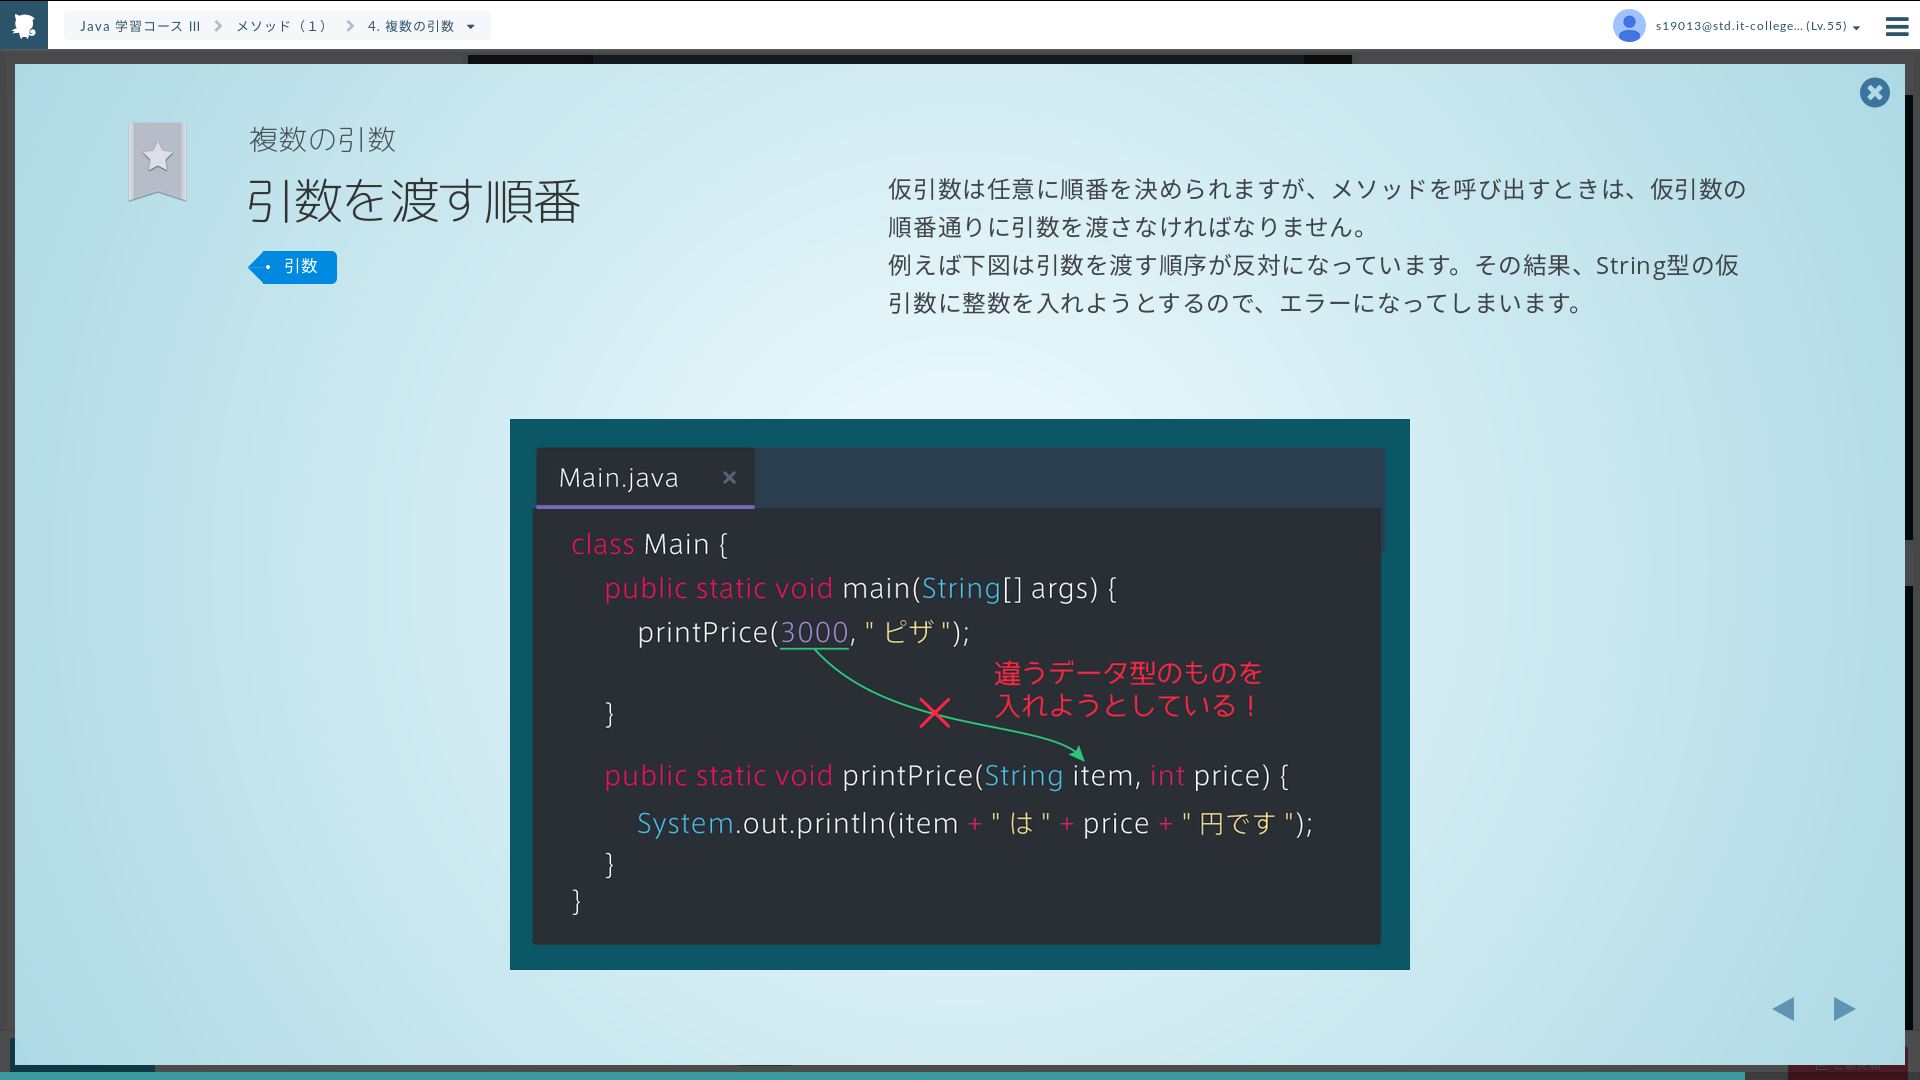 Java 学習コース III
メソッド（１）
4. 複数の引数
s19013@std.it-college... (Lv.55)
複数の引数
引数を渡す順番
引数
仮引数は任意に順番を決められますが、メソッドを呼び出すときは、仮引数の
順番通りに引数を渡さなければなりません。
例えば下図は引数を渡す順序が反対になっています。その結果、String型の仮
引数に整数を入れようとするので、エラーになってしまいます。
Main.java
class Main {
public static void main(String[] args) {
printPrice(3000, " ピザ ");
違うデータ型のものを
入れようとしている！
}
public static void printPrice(String item, int price) {
System.out.println(item + " は " + price + " 円です ");
}
}